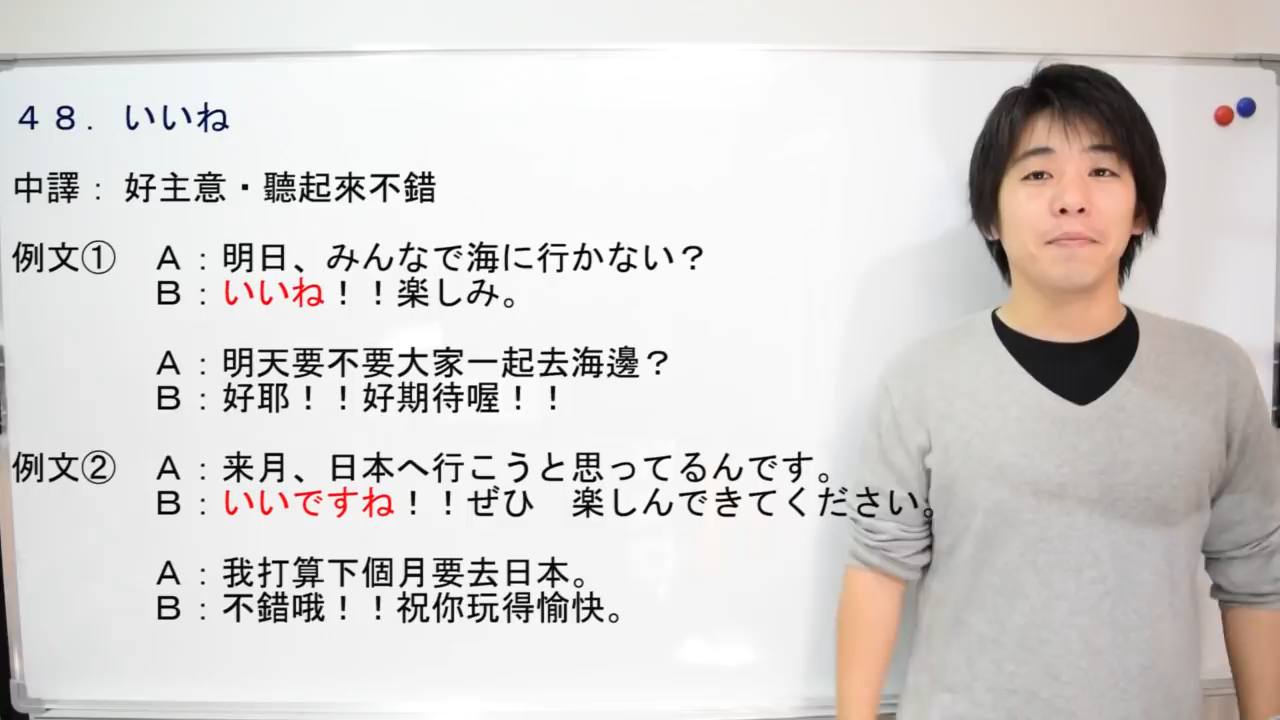 ４８．いいね
中譯：好主意・聽起來不錯
例文①　Ａ：明日、みんなで海に行かない？
Ｂ：いいね！！楽しみ。
Ａ：明天要不要大家一起去海邊？
Ｂ：好耶！！好期待喔！！
例文②　Ａ：来月、日本へ行こうと思ってるんです。
Ｂ：いいですね！！ぜひ　楽しんできてください。
Ａ：我打算下個月要去日本。
Ｂ：不錯哦！！祝你玩得愉快。